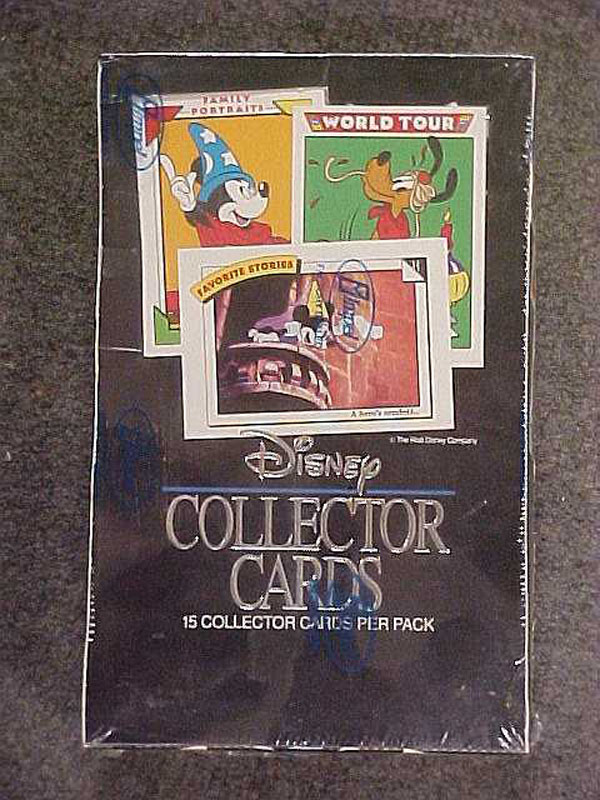 FAMILY
PORTRAITS
WORLD TOUR
FAVORITE STORIES
A hero's reward...
© The Walt Disney Company
DISNEY
COLLECTOR
CARDS
15 COLLECTOR CARDS PER PACK